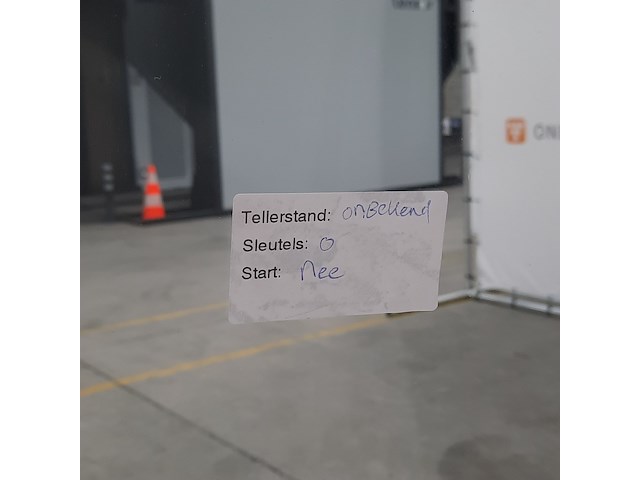 Tellerstand: onBekend
Sleutels: 0
Start: nee